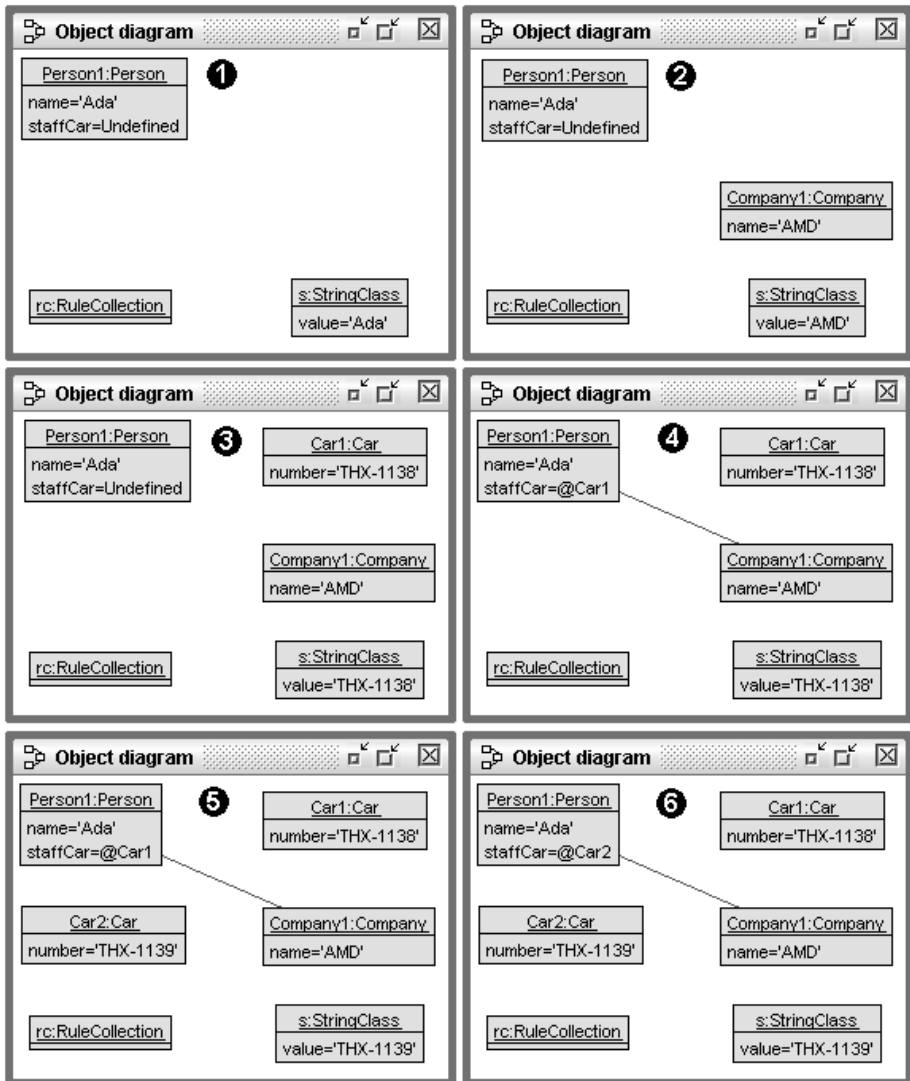 Object diagram
Person1:Person
1
name='Ada'
staffCar=Undefined
rc:RuleCollection
s:StringClass
value='Ada'
Object diagram
Person1:Person
2
name='Ada'
staffCar=Undefined
Company1:Company
name='AMD'
rc:RuleCollection
s:StringClass
value='AMD'
Object diagram
Person1:Person
3
name='Ada'
staffCar=Undefined
Car1:Car
number='THX-1138'
Company1:Company
name='AMD'
rc:RuleCollection
s:StringClass
value='THX-1138'
Object diagram
Person1:Person
4
name='Ada'
staffCar=@Car1
Car1:Car
number='THX-1138'
Company1:Company
name='AMD'
rc:RuleCollection
s:StringClass
value='THX-1138'
Object diagram
Person1:Person
5
name='Ada'
staffCar=@Car1
Car1:Car
number='THX-1138'
Car2:Car
number='THX-1139'
Company1:Company
name='AMD'
rc:RuleCollection
s:StringClass
value='THX-1139'
Object diagram
Person1:Person
6
name='Ada'
staffCar=@Car2
Car1:Car
number='THX-1138'
Car2:Car
number='THX-1139'
Company1:Company
name='AMD'
rc:RuleCollection
s:StringClass
value='THX-1139'